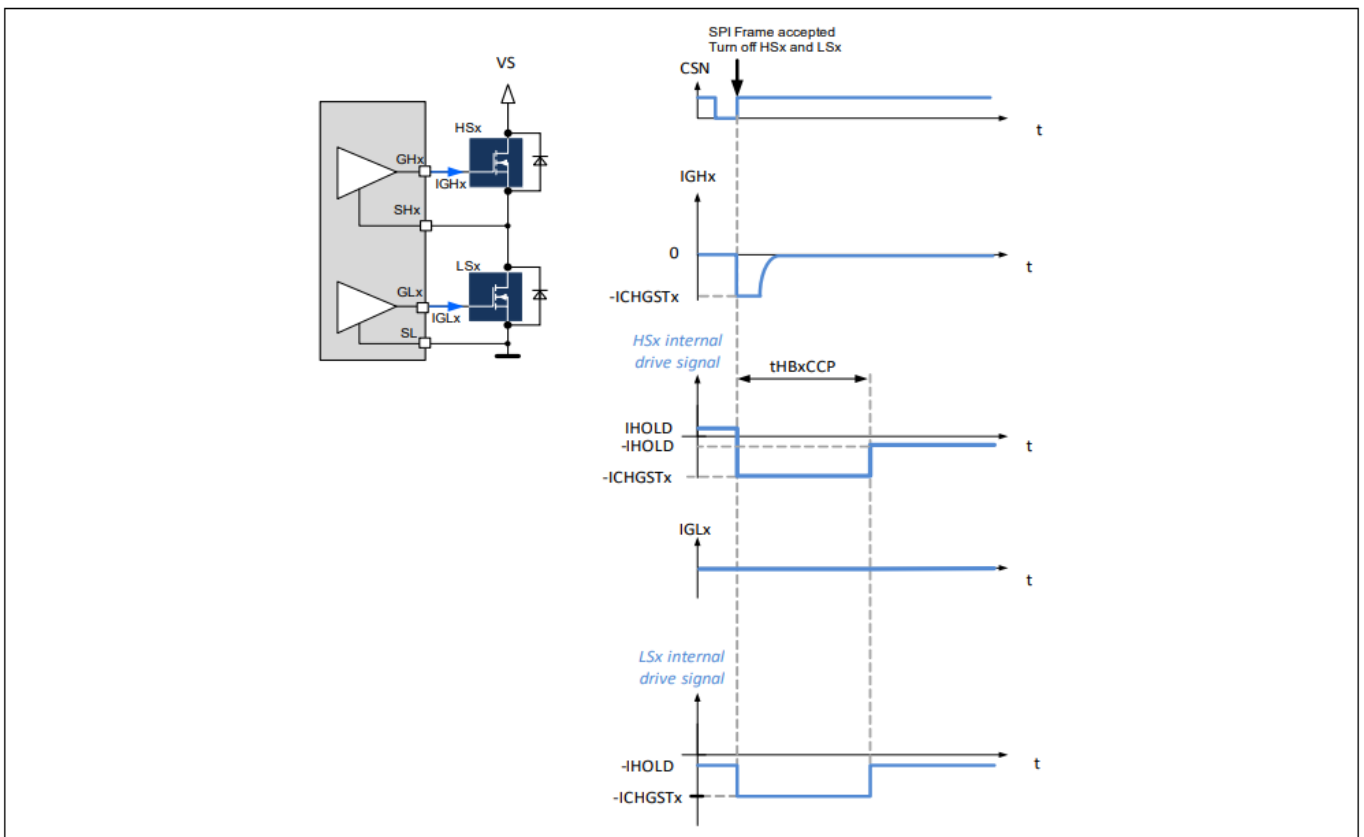 VS
HSx
GHx
IGHx
SHx
LSx
GLx
IGLx
SL
SPI Frame accepted
Turn off HSx and LSx
CSN
t
IGHx
0
t
-ICHGSTx
HSx internal
drive signal
tHBxCCP
IHOLD
-IHOLD
t
-ICHGSTx
IGLx
t
LSx internal
drive signal
-IHOLD
t
-ICHGSTx